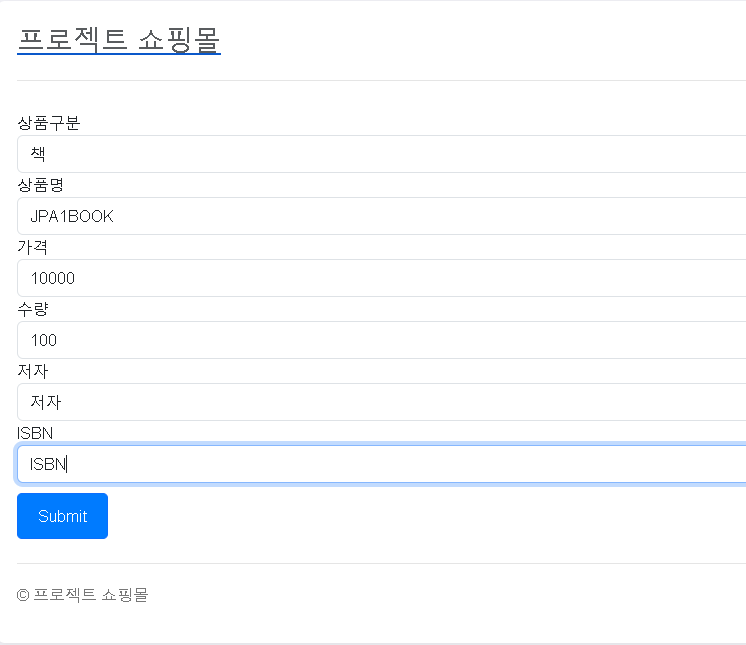 프로젝트 쇼핑몰
상품구분
책
상품명
JPA1BOOK
가격
10000
수량
100
저자
저자
ISBN
ISBN
Submit
© 프로젝트 쇼핑몰